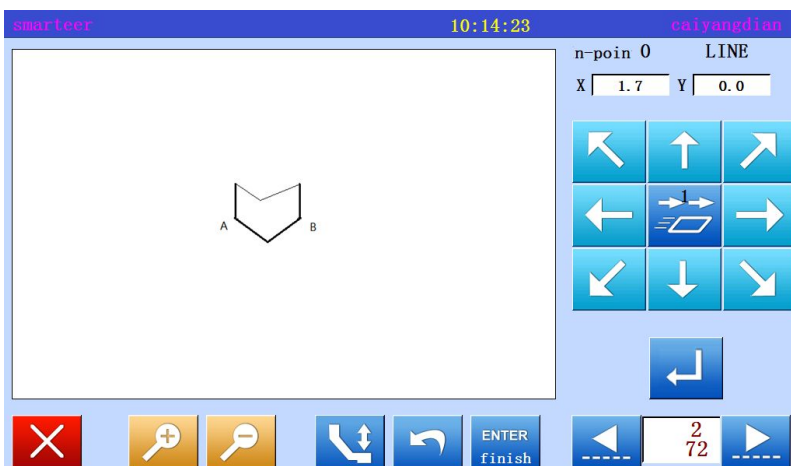 smarteer 10:14:23 caiyangdian
n-poin 0 LINE
X 1.7 Y 0.0
1
A B
ENTER
finish
2
72